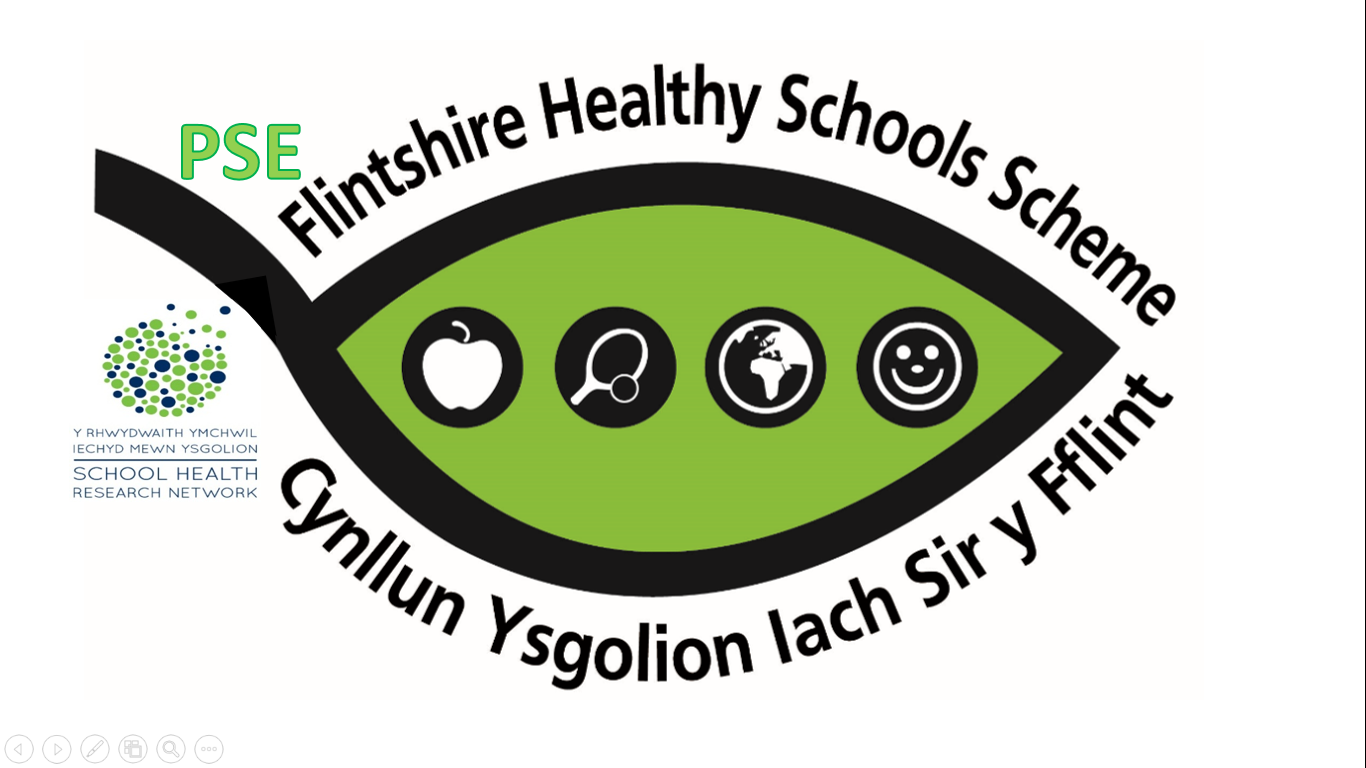 PSE
Flintshire Healthy Schools Scheme
Y RHWYDWAITH YMCHWIL
IECHYD MEWN YSGOLION
SCHOOL HEALTH
RESEARCH NETWORK
Cynllun Ysgolion Iach Sir y Fflint